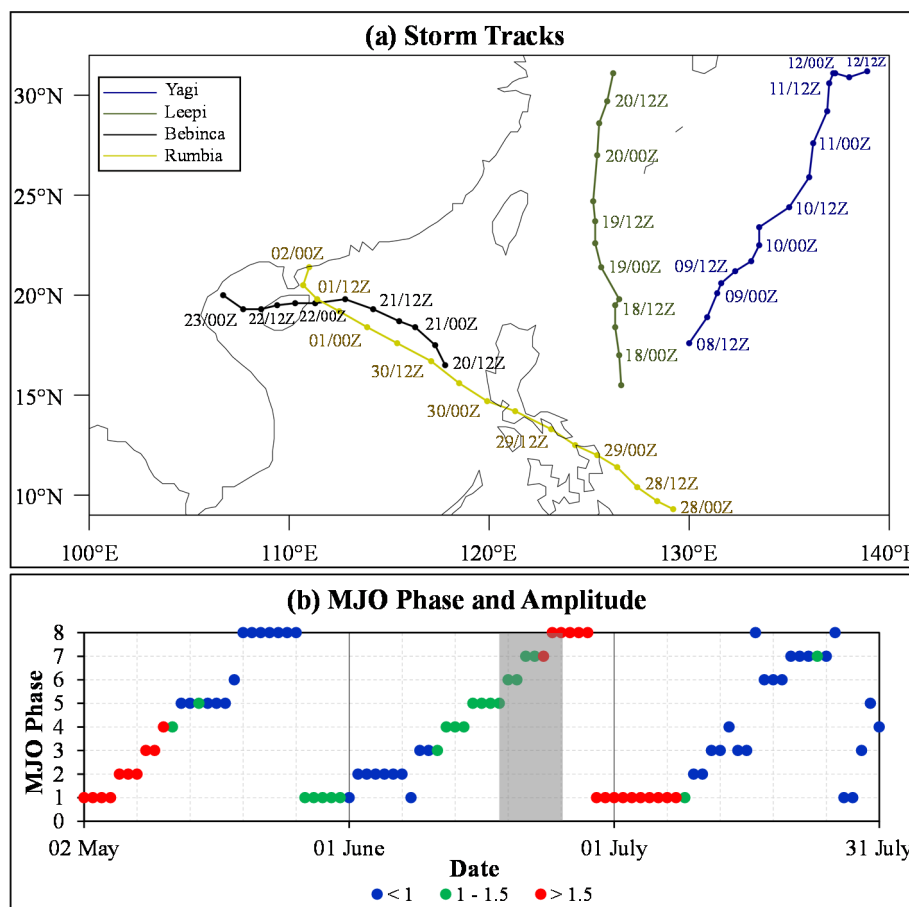 (a) Storm Tracks
Yagi
Leepi
Bebinca
Rumbia
30°N
25°N
20°N
15°N
10°N
100°E
110°E
120°E
130°E
140°E
12/00Z
12/12Z
11/12Z
11/00Z
10/12Z
10/00Z
09/12Z
09/00Z
08/12Z
20/12Z
20/00Z
19/12Z
19/00Z
18/12Z
18/00Z
02/00Z
01/12Z
01/00Z
30/12Z
30/00Z
29/12Z
29/00Z
28/12Z
28/00Z
23/00Z
22/12Z
22/00Z
21/12Z
21/00Z
20/12Z
(b) MJO Phase and Amplitude
MJO Phase
8
7
6
5
4
3
2
1
0
02 May
01 June
01 July
31 July
Date
< 1
1 - 1.5
> 1.5